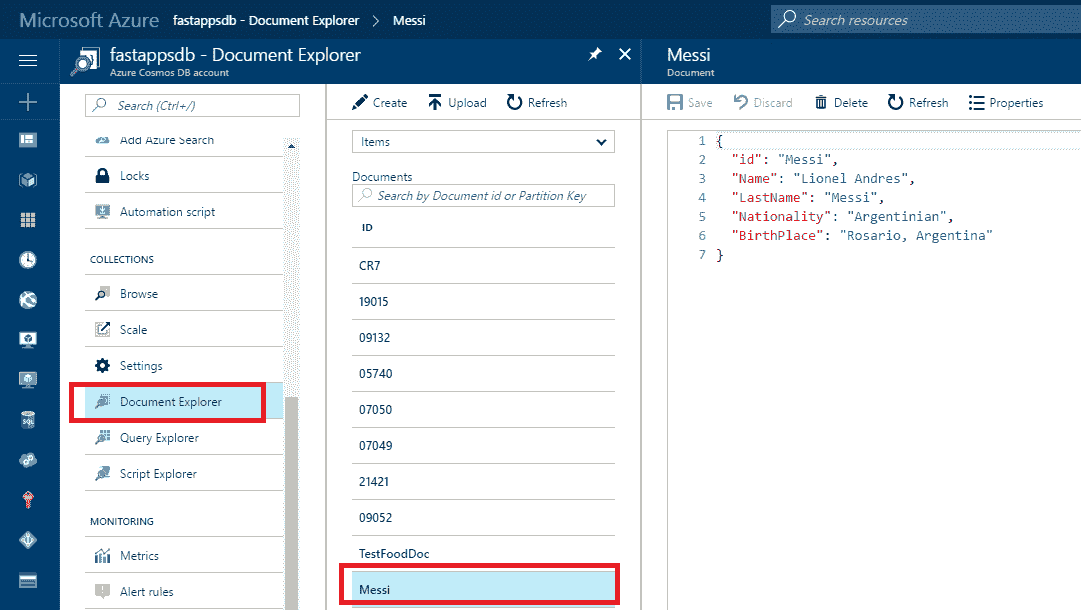 Microsoft Azure fastappsdb - Document Explorer > Messi
Search resources
fastappsdb - Document Explorer
Azure Cosmos DB account
Search (Ctrl+/)
Add Azure Search
Locks
Automation script
COLLECTIONS
Browse
Scale
Settings
Document Explorer
Query Explorer
Script Explorer
MONITORING
Metrics
Alert rules
Create Upload Refresh
Items
Documents
Search by Document id or Partition Key
ID
CR7
19015
09132
05740
07050
07049
21421
09052
TestFoodDoc
Messi
Messi
Document
Save Discard Delete Refresh Properties
1 {
2 "id": "Messi",
3 "Name": "Lionel Andres",
4 "LastName": "Messi",
5 "Nationality": "Argentinian",
6 "BirthPlace": "Rosario, Argentina"
7 }
SQL